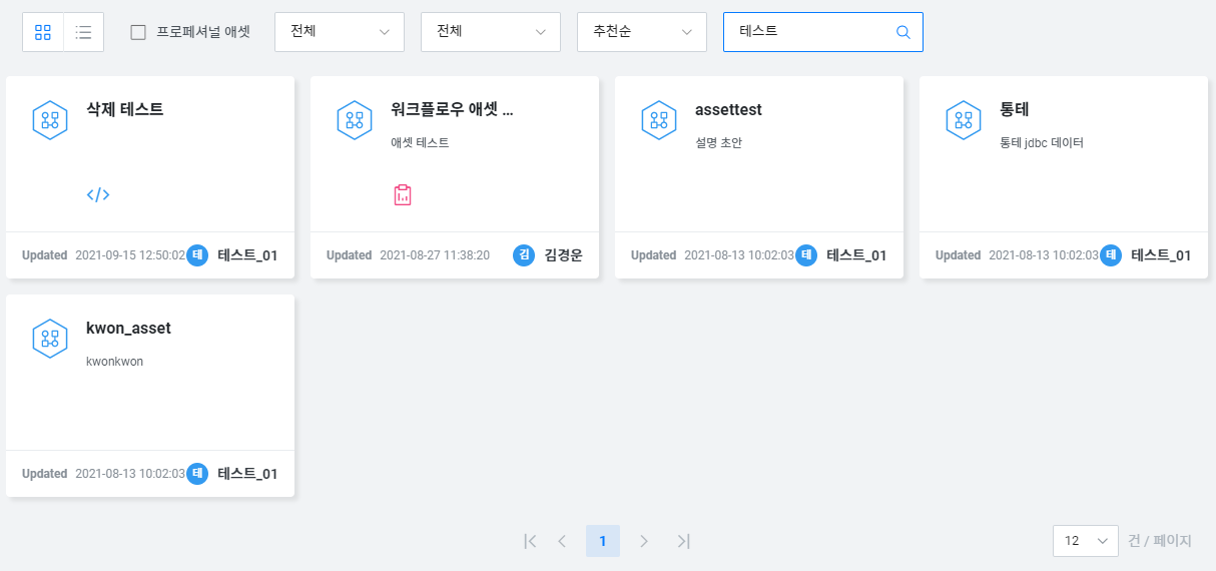 프로페셔널 애셋 전체 전체 추천순 테스트
삭제 테스트
Updated 2021-09-15 12:50:02 테 테스트_01
워크플로우 애셋 ...
애셋 테스트
Updated 2021-08-27 11:38:20 김 김경운
assettest
설명 초안
Updated 2021-08-13 10:02:03 테 테스트_01
통테
통테 jdbc 데이터
Updated 2021-08-13 10:02:03 테 테스트_01
kwon_asset
kwonkwon
Updated 2021-08-13 10:02:03 테 테스트_01
1 12 건 / 페이지